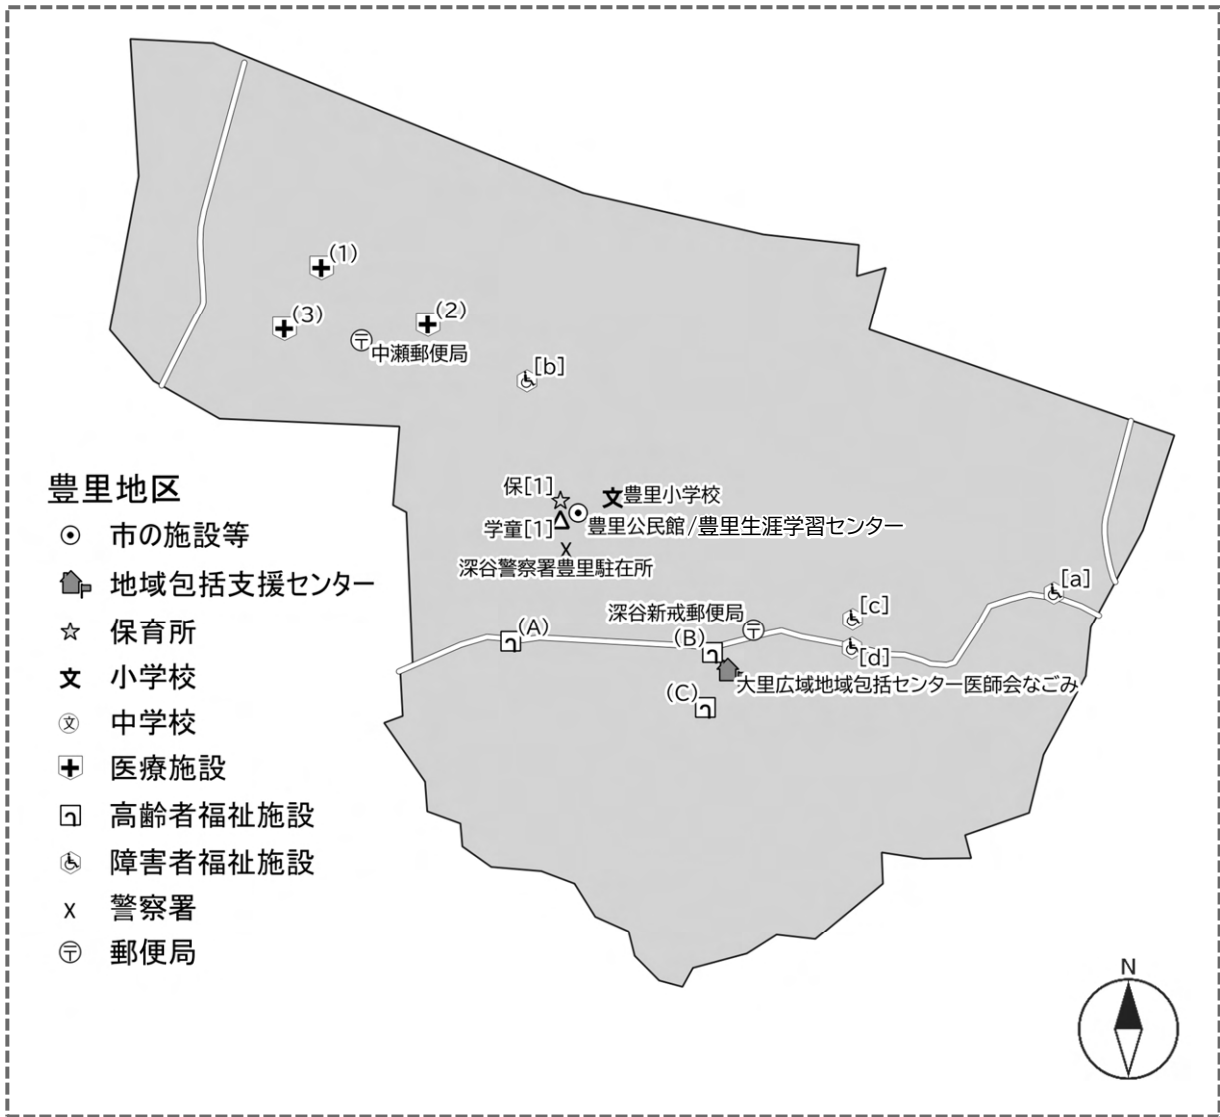 (1)
(3)
(2)
中瀬郵便局
[b]
保[1]
文豊里小学校
学童[1]
豊里公民館/豊里生涯学習センター
深谷警察署豊里駐在所
[a]
深谷新戒郵便局
[c]
(A)
(B)
[d]
大里広域地域包括センター医師会なごみ
(C)
豊里地区
市の施設等
地域包括支援センター
保育所
文 小学校
文 中学校
医療施設
高齢者福祉施設
障害者福祉施設
X 警察署
〒 郵便局
N